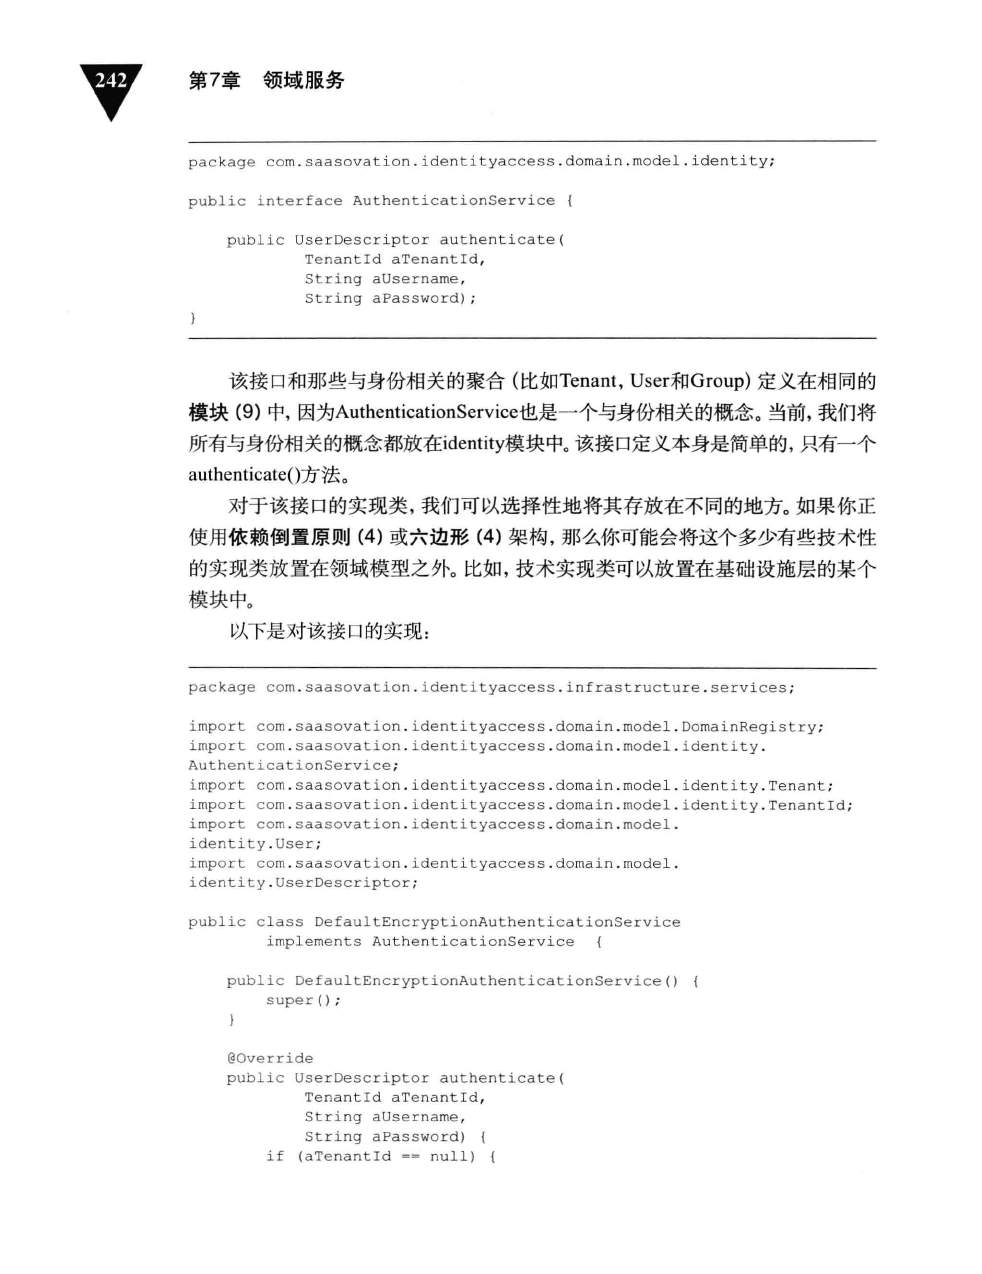 242
第7章 领域服务
package com.saasovation.identityaccess.domain.model.identity;
public interface AuthenticationService {
    public UserDescriptor authenticate(
            TenantId aTenantId,
            String aUsername,
            String aPassword);
}
该接口和那些与身份相关的聚合（比如Tenant，User和Group）定义在相同的
模块（9）中，因为AuthenticationService也是一个与身份相关的概念。当前，我们将
所有与身份相关的概念都放在identity模块中。该接口定义本身是简单的，只有一个
authenticate()方法。
对于该接口的实现类，我们可以选择性地将其存放在不同的地方。如果你正
使用依赖倒置原则（4）或六边形（4）架构，那么你可能会将这个多少有些技术性
的实现类放置在领域模型之外。比如，技术实现类可以放置在基础设施层的某个
模块中。
以下是对该接口的实现：
package com.saasovation.identityaccess.infrastructure.services;
import com.saasovation.identityaccess.domain.model.DomainRegistry;
import com.saasovation.identityaccess.domain.model.identity.
AuthenticationService;
import com.saasovation.identityaccess.domain.model.identity.Tenant;
import com.saasovation.identityaccess.domain.model.identity.TenantId;
import com.saasovation.identityaccess.domain.model.
identity.User;
import com.saasovation.identityaccess.domain.model.
identity.UserDescriptor;
public class DefaultEncryptionAuthenticationService
        implements AuthenticationService  {
    public DefaultEncryptionAuthenticationService() {
        super();
    }
    @Override
    public UserDescriptor authenticate(
            TenantId aTenantId,
            String aUsername,
            String aPassword) {
        if (aTenantId == null) {